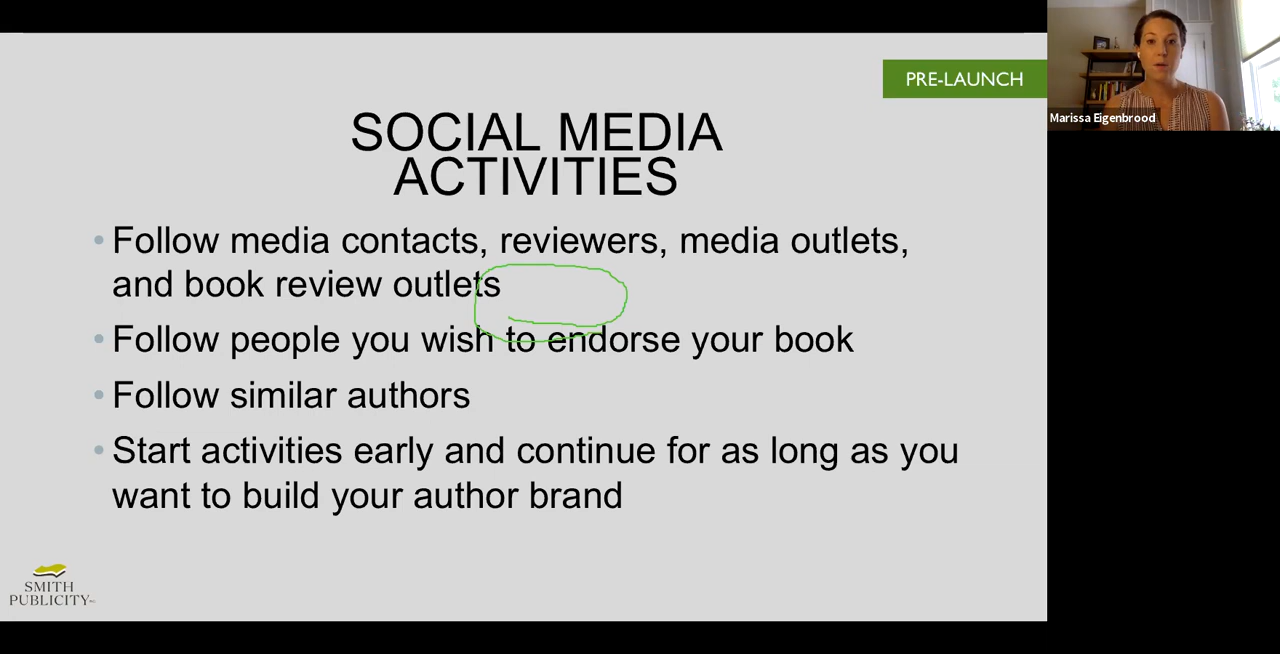 PRE-LAUNCH
Marissa Eigenbrood
SOCIAL MEDIA
ACTIVITIES
• Follow media contacts, reviewers, media outlets,
and book review outlets
• Follow people you wish to endorse your book
• Follow similar authors
• Start activities early and continue for as long as you
want to build your author brand
SMITH
PUBLICITY